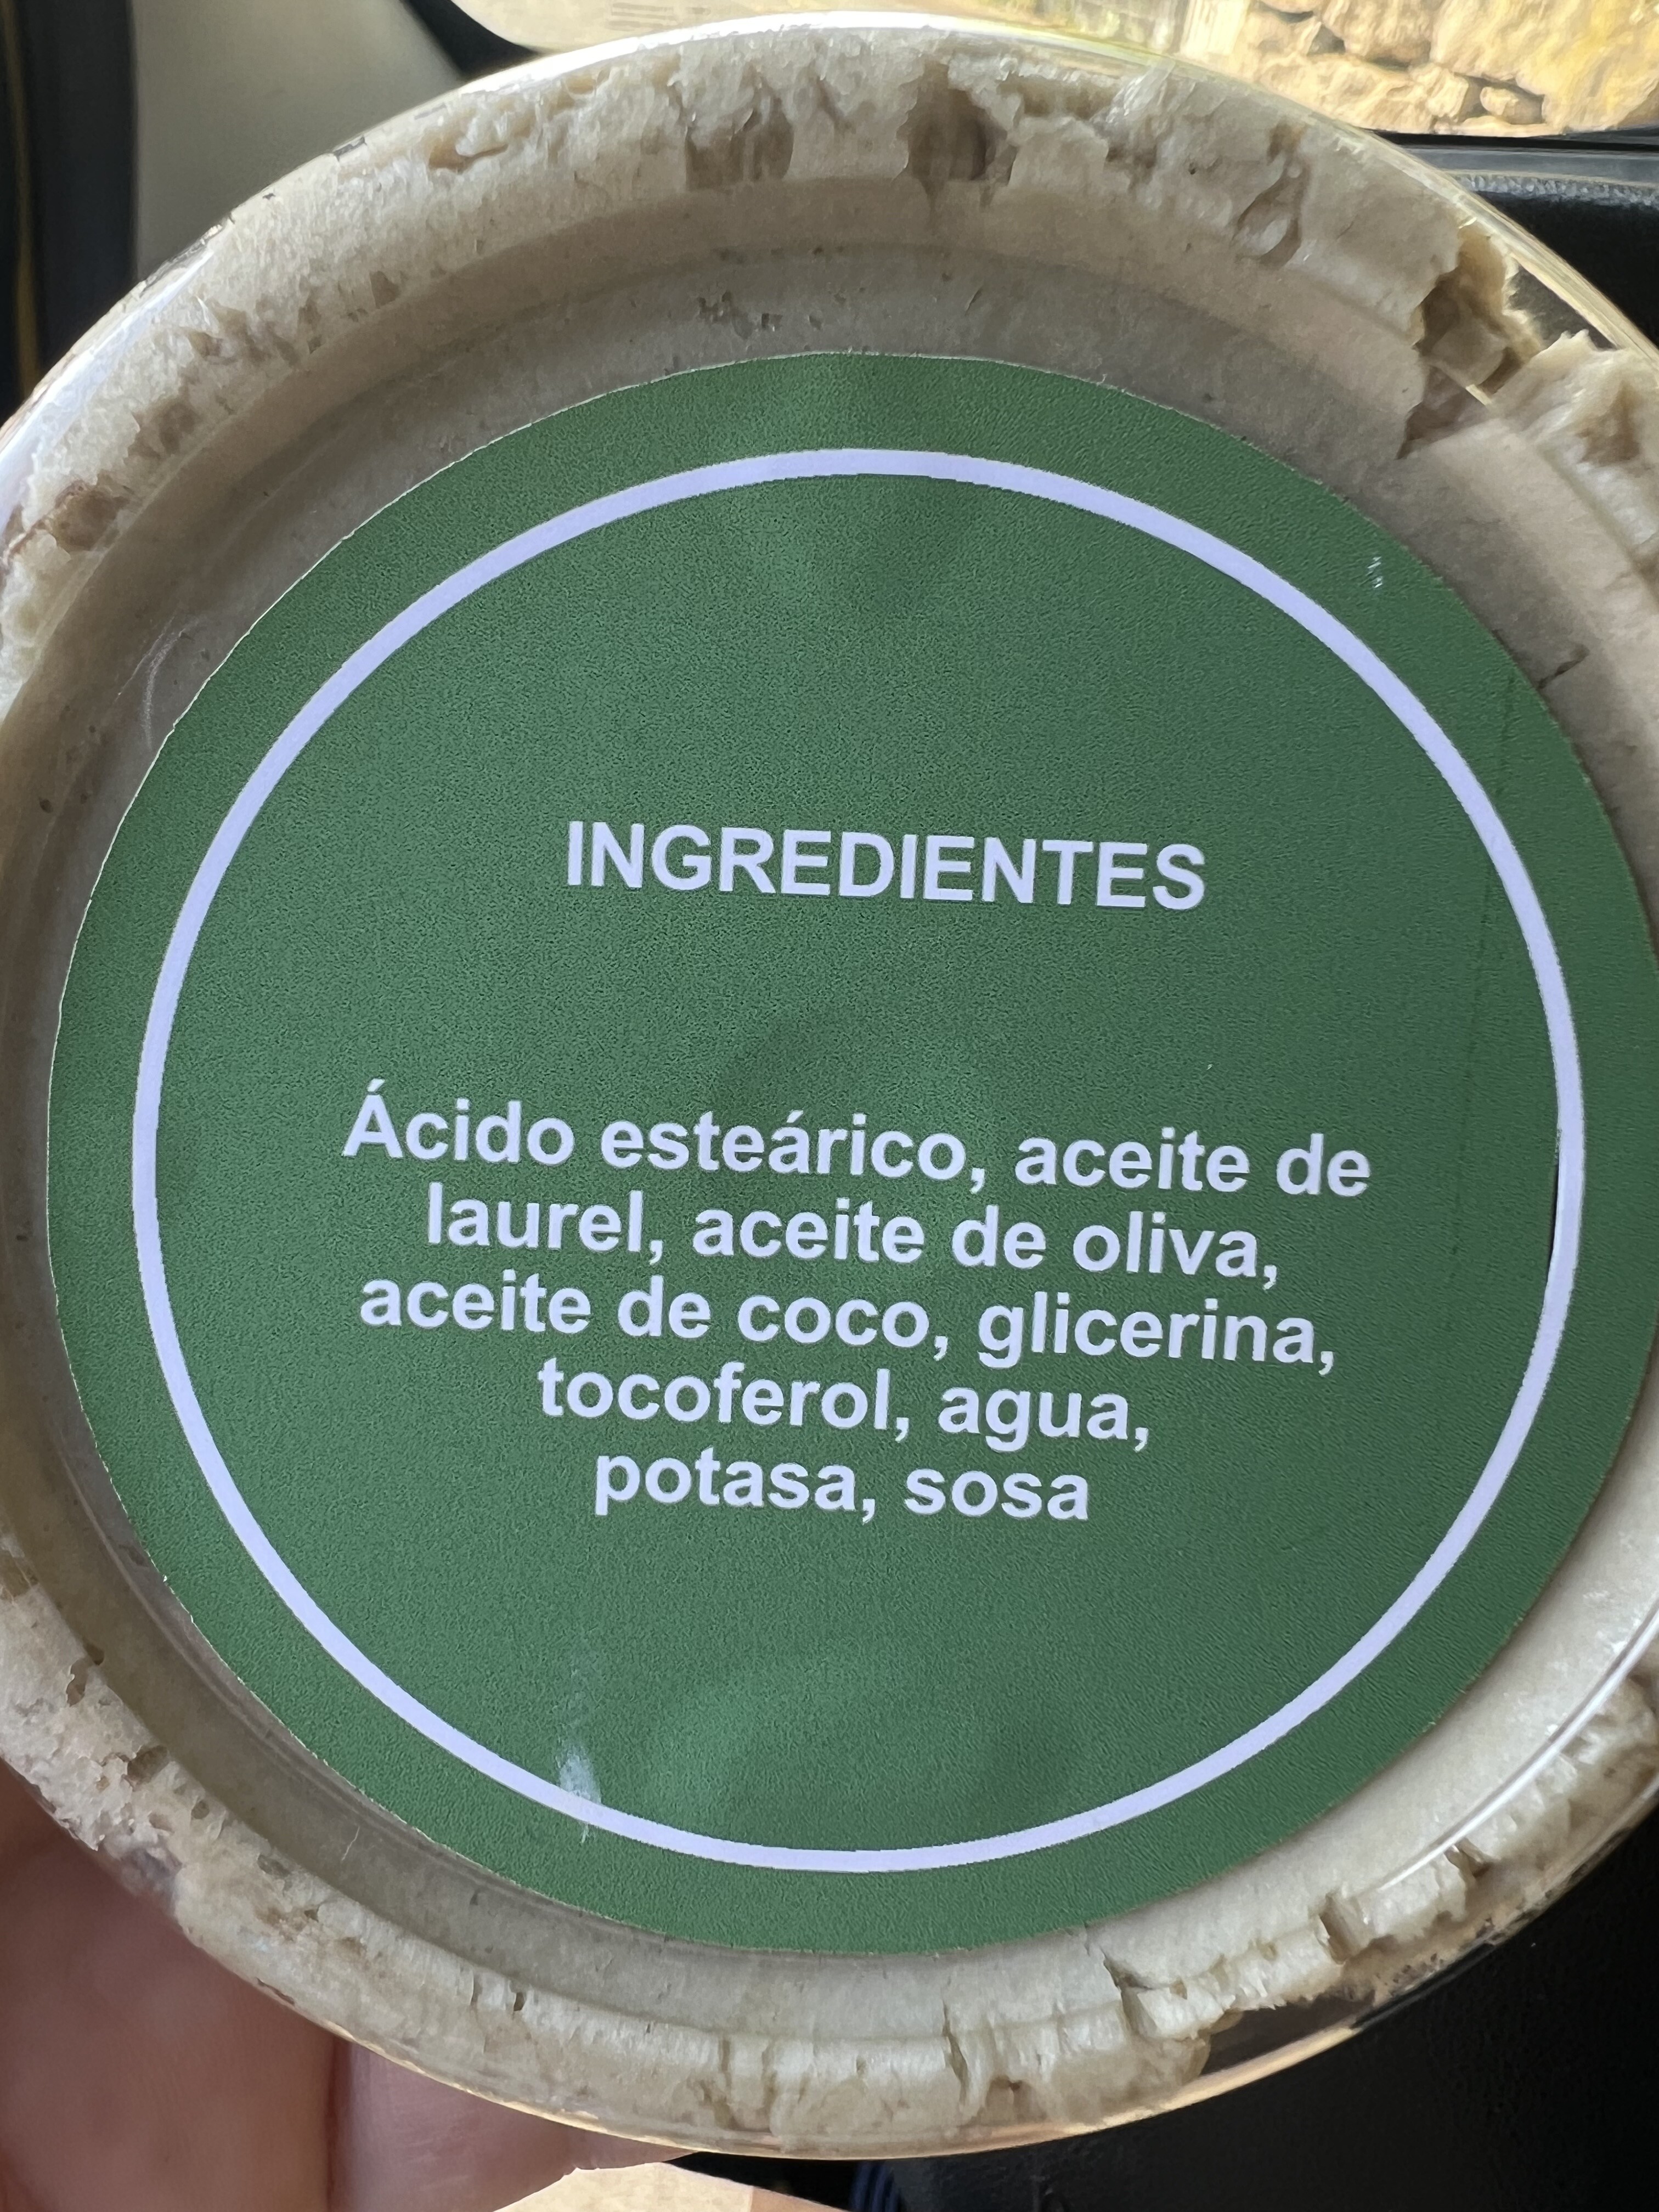 INGREDIENTES
Ácido esteárico, aceite de
laurel, aceite de oliva,
aceite de coco, glicerina,
tocoferol, agua,
potasa, sosa